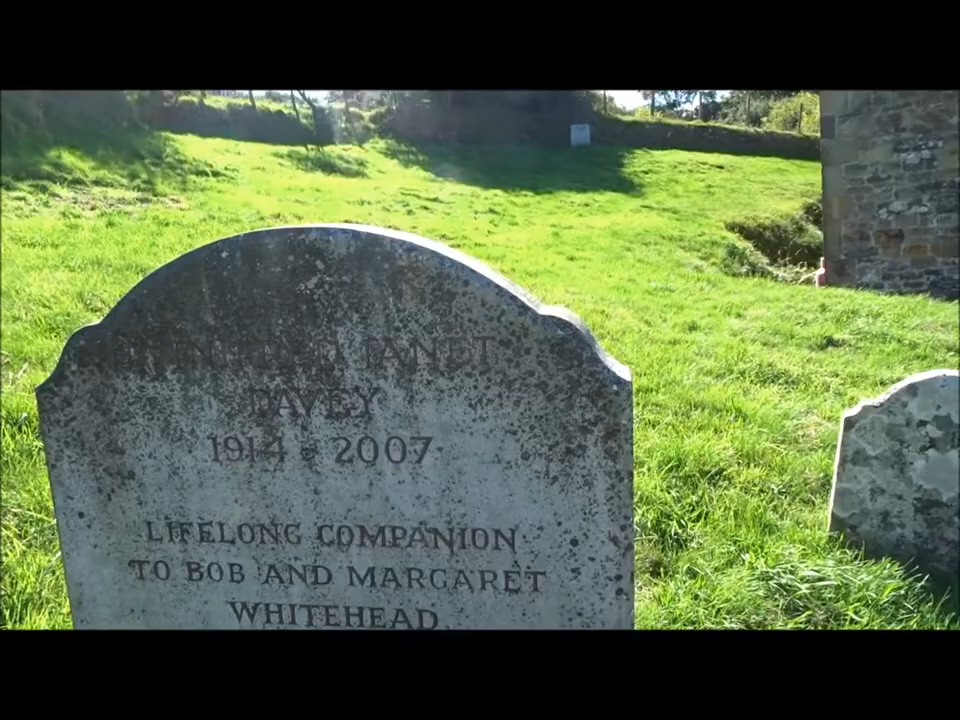 JANET
DAVEY
1914 - 2007
LIFELONG COMPANION
TO BOB AND MARGARET
WHITEHEAD